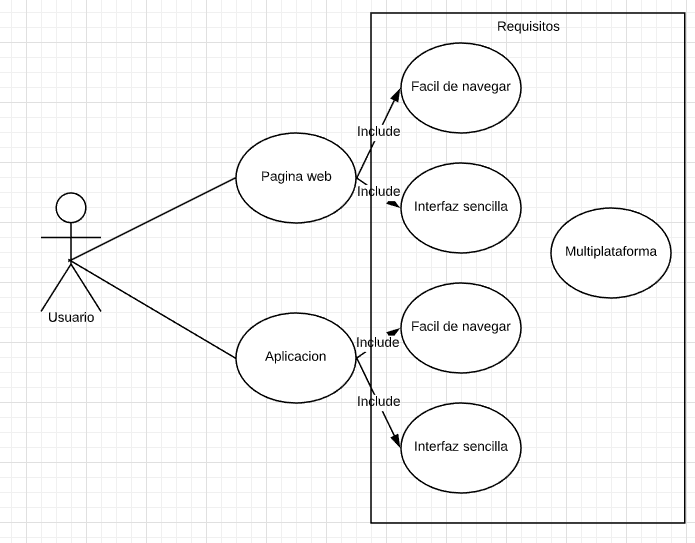 Requisitos
Facil de navegar
Include
Pagina web
Include
Interfaz sencilla
Multiplataforma
Usuario
Facil de navegar
Include
Aplicacion
Include
Interfaz sencilla